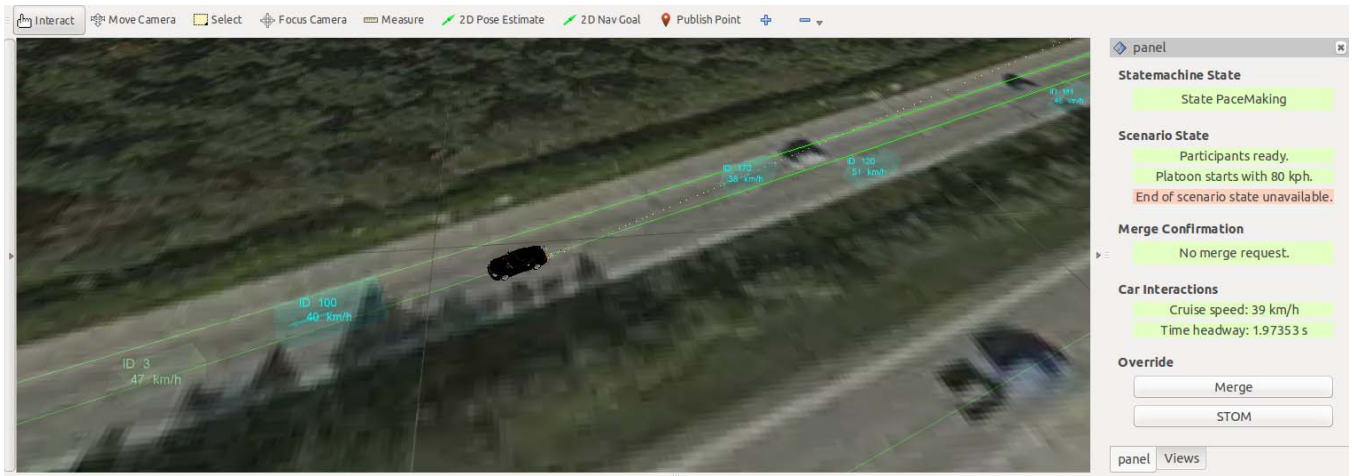 Interact Move Camera Select Focus Camera Measure 2D Pose Estimate 2D Nav Goal Publish Point
panel
Statemachine State
State PaceMaking
Scenario State
Participants ready.
Platoon starts with 80 kph.
End of scenario state unavailable.
Merge Confirmation
No merge request.
Car Interactions
Cruise speed: 39 km/h
Time headway: 1.97353 s
Override
Merge
STOM
panel Views
ID 120
51 km/h
km/h
ID 100
40 km/h
ID 3
47 km/h